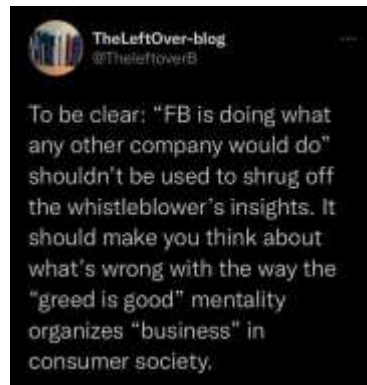 TheLeftOver-blog
@TheleftoverB
To be clear: “FB is doing what
any other company would do”
shouldn't be used to shrug off
the whistleblower's insights. It
should make you think about
what's wrong with the way the
“greed is good” mentality
organizes “business” in
consumer society.